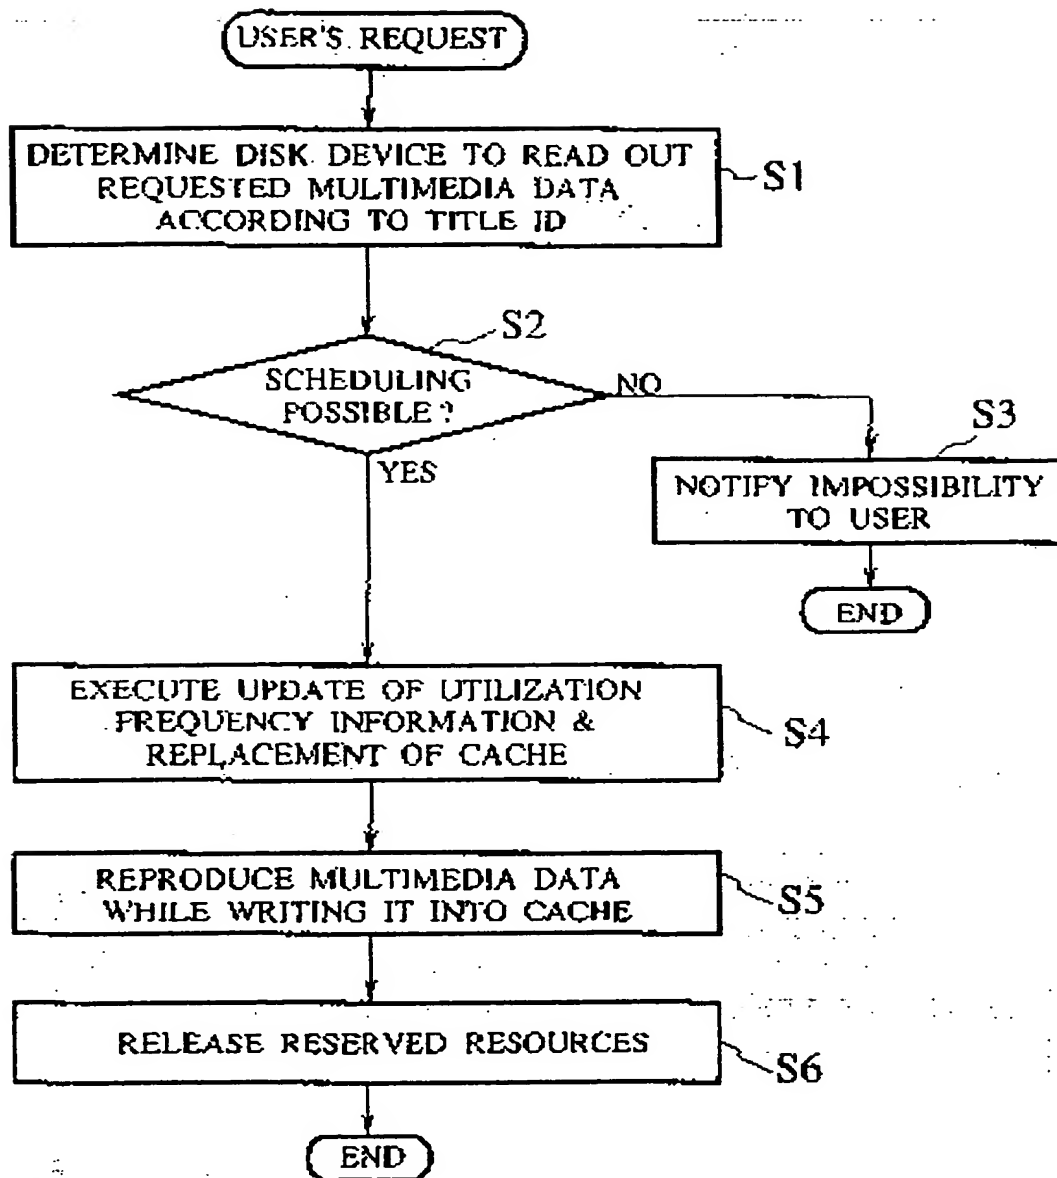 USER'S REQUEST
DETERMINE DISK DEVICE TO READ OUT
REQUESTED MULTIMEDIA DATA
ACCORDING TO TITLE ID
S1
S2
SCHEDULING
POSSIBLE?
NO
YES
S3
NOTIFY IMPOSSIBILITY
TO USER
END
EXECUTE UPDATE OF UTILIZATION
FREQUENCY INFORMATION &
REPLACEMENT OF CACHE
S4
REPRODUCE MULTIMEDIA DATA
WHILE WRITING IT INTO CACHE
S5
RELEASE RESERVED RESOURCES
S6
END